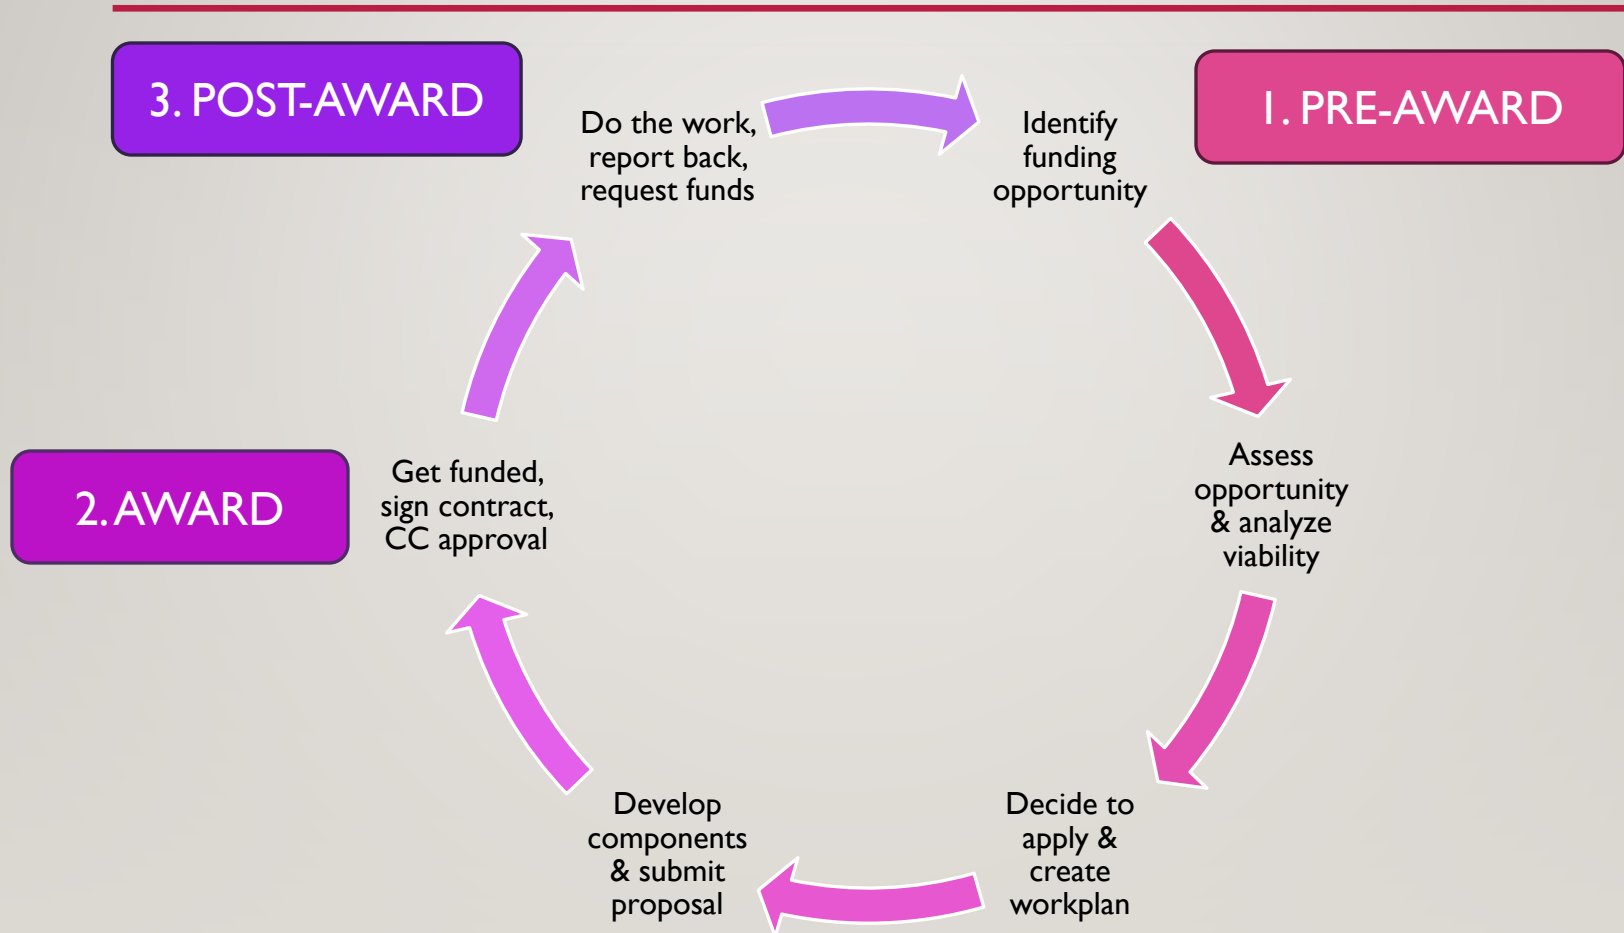 3. POST-AWARD
1. PRE-AWARD
Do the work,
report back,
request funds
Identify
funding
opportunity
Assess
opportunity
& analyze
viability
Decide to
apply &
create
workplan
Develop
components
& submit
proposal
2. AWARD
Get funded,
sign contract,
CC approval